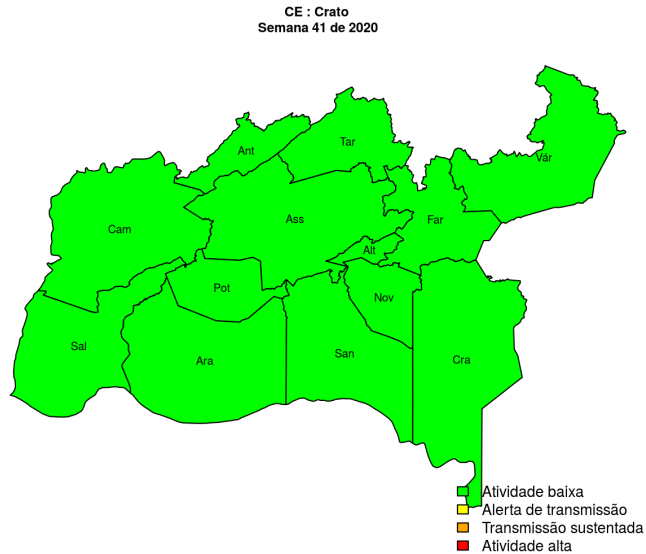 CE : Crato
Semana 41 de 2020
Ant
Tar
Vár
Cam
Ass
Far
Alt
Pot
Nov
Sal
Ara
San
Cra
Atividade baixa
Alerta de transmissão
Transmissão sustentada
Atividade alta